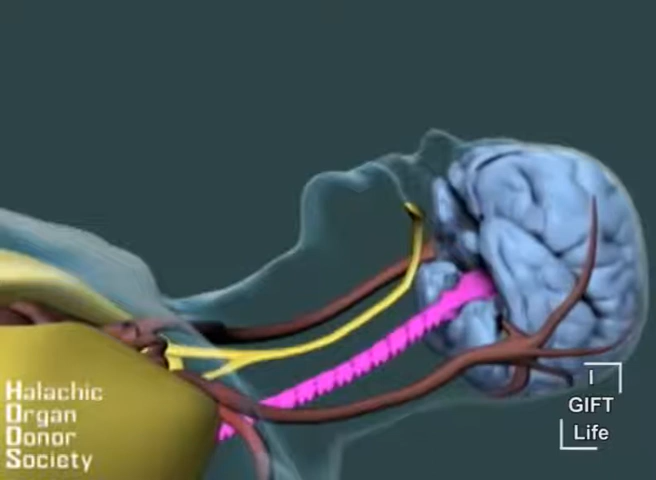 Halachic
Organ
Donor
Society
I
GIFT
Life